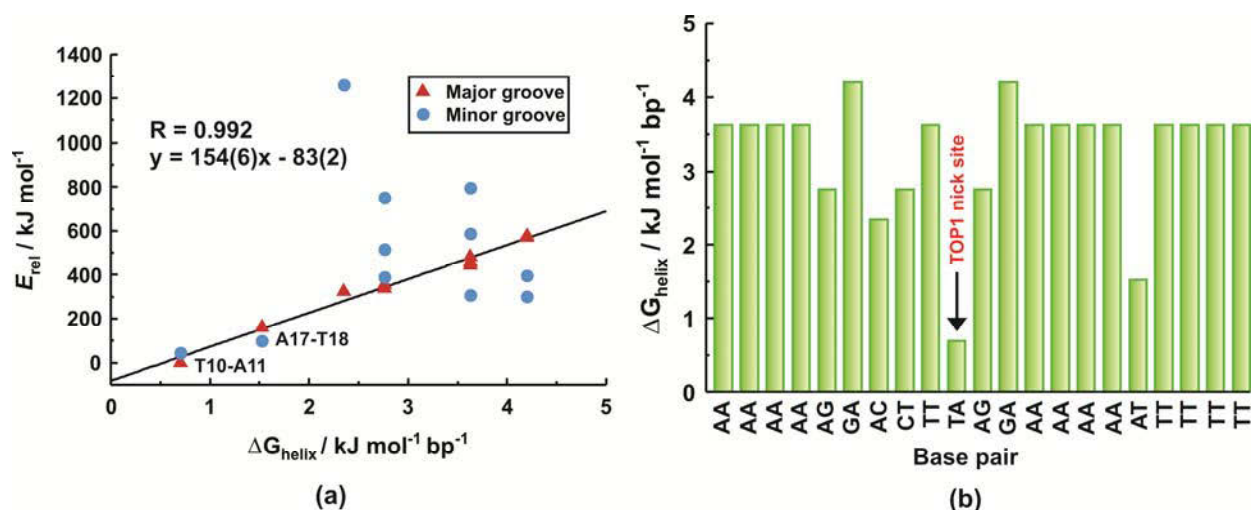 1400
1200
1000
800
600
400
200
0
E_rel / kJ mol⁻¹
Major groove
Minor groove
R = 0.992
y = 154(6)x - 83(2)
A17-T18
T10-A11
0 1 2 3 4 5
ΔG_helix / kJ mol⁻¹ bp⁻¹
(a)
5
4
3
2
1
0
ΔG_helix / kJ mol⁻¹ bp⁻¹
TOP1 nick site
AA AA AA AA AG GA AC CT TT TA AG GA AA AA AA AA AT TT TT TT TT
Base pair
(b)